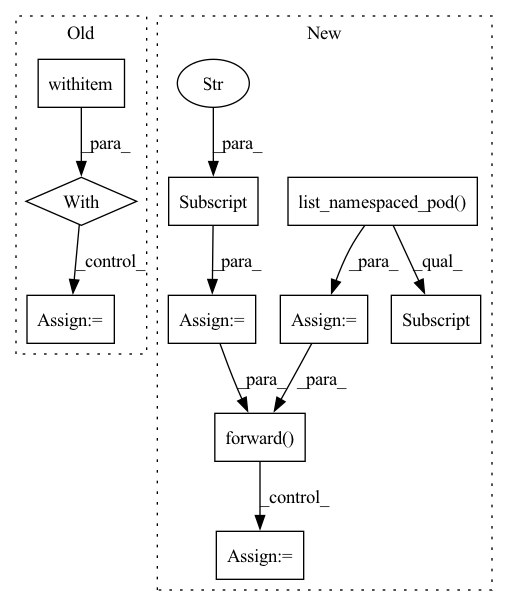 Old
New
withitem
Str
_para_
_para_
With
Subscript
list_namespaced_pod()
_control_
_para_
_para_
_qual_
Assign:=
Assign:=
Assign:=
Subscript
_para_
_para_
forward()
_control_
Assign:=